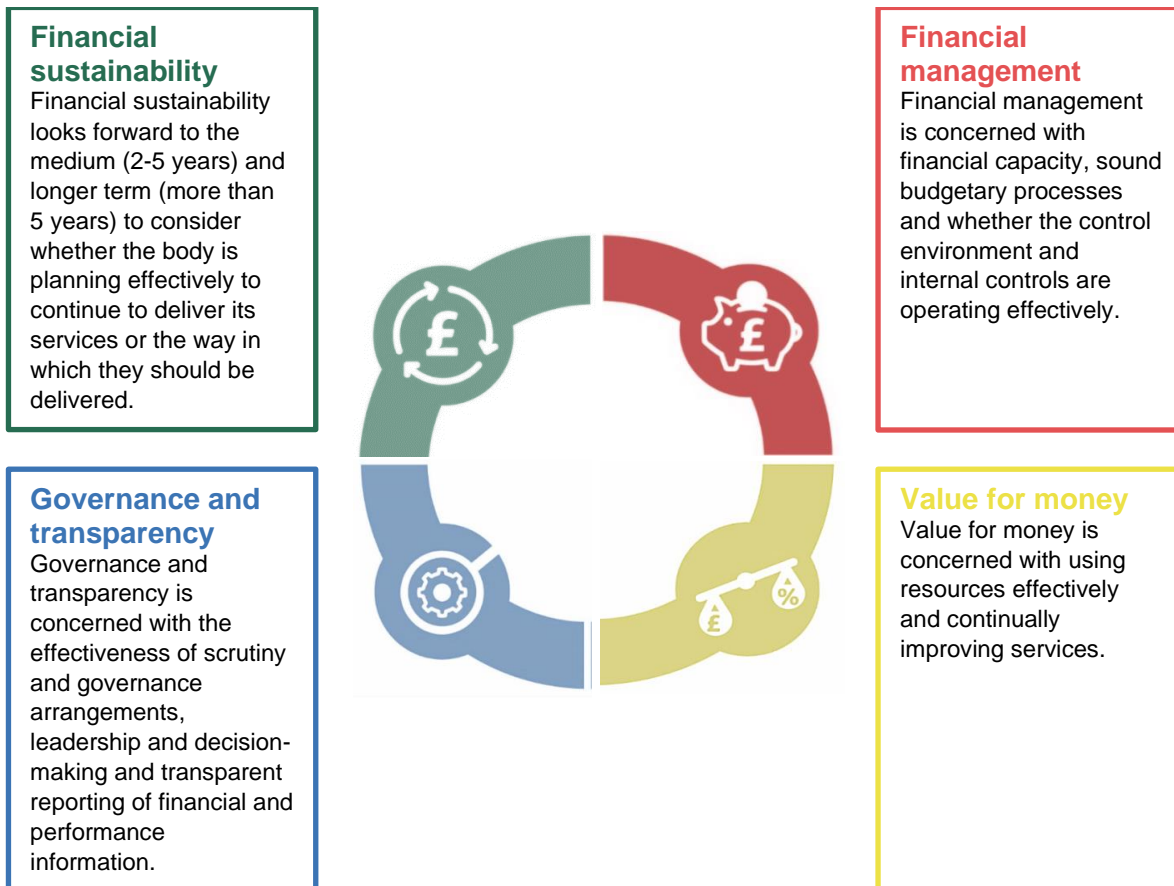 Financial
sustainability
Financial sustainability
looks forward to the
medium (2-5 years) and
longer term (more than
5 years) to consider
whether the body is
planning effectively to
continue to deliver its
services or the way in
which they should be
delivered.
Financial
management
Financial management
is concerned with
financial capacity, sound
budgetary processes
and whether the control
environment and
internal controls are
operating effectively.
£
£
Governance and
transparency
Governance and
transparency is
concerned with the
effectiveness of scrutiny
and governance
arrangements,
leadership and decision-
making and transparent
reporting of financial and
performance
information.
£
%
Value for money
Value for money is
concerned with using
resources effectively
and continually
improving services.